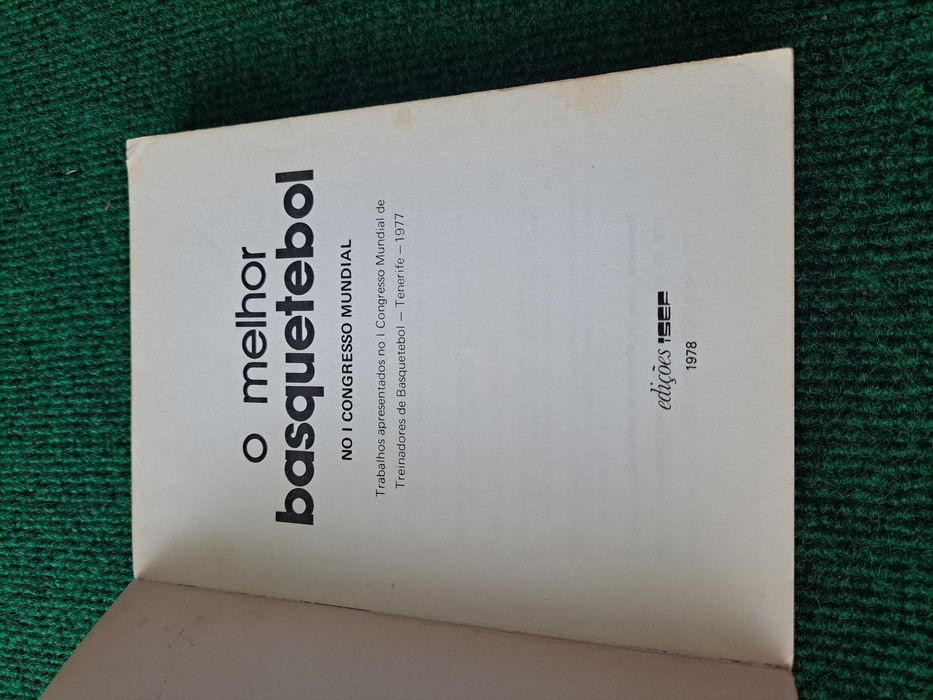 o melhor
basquetebol
NO I CONGRESSO MUNDIAL
Trabalhos apresentados no I Congresso Mundial de
Treinadores de Basquetebol – Tenerife – 1977
edições ISEF
1978